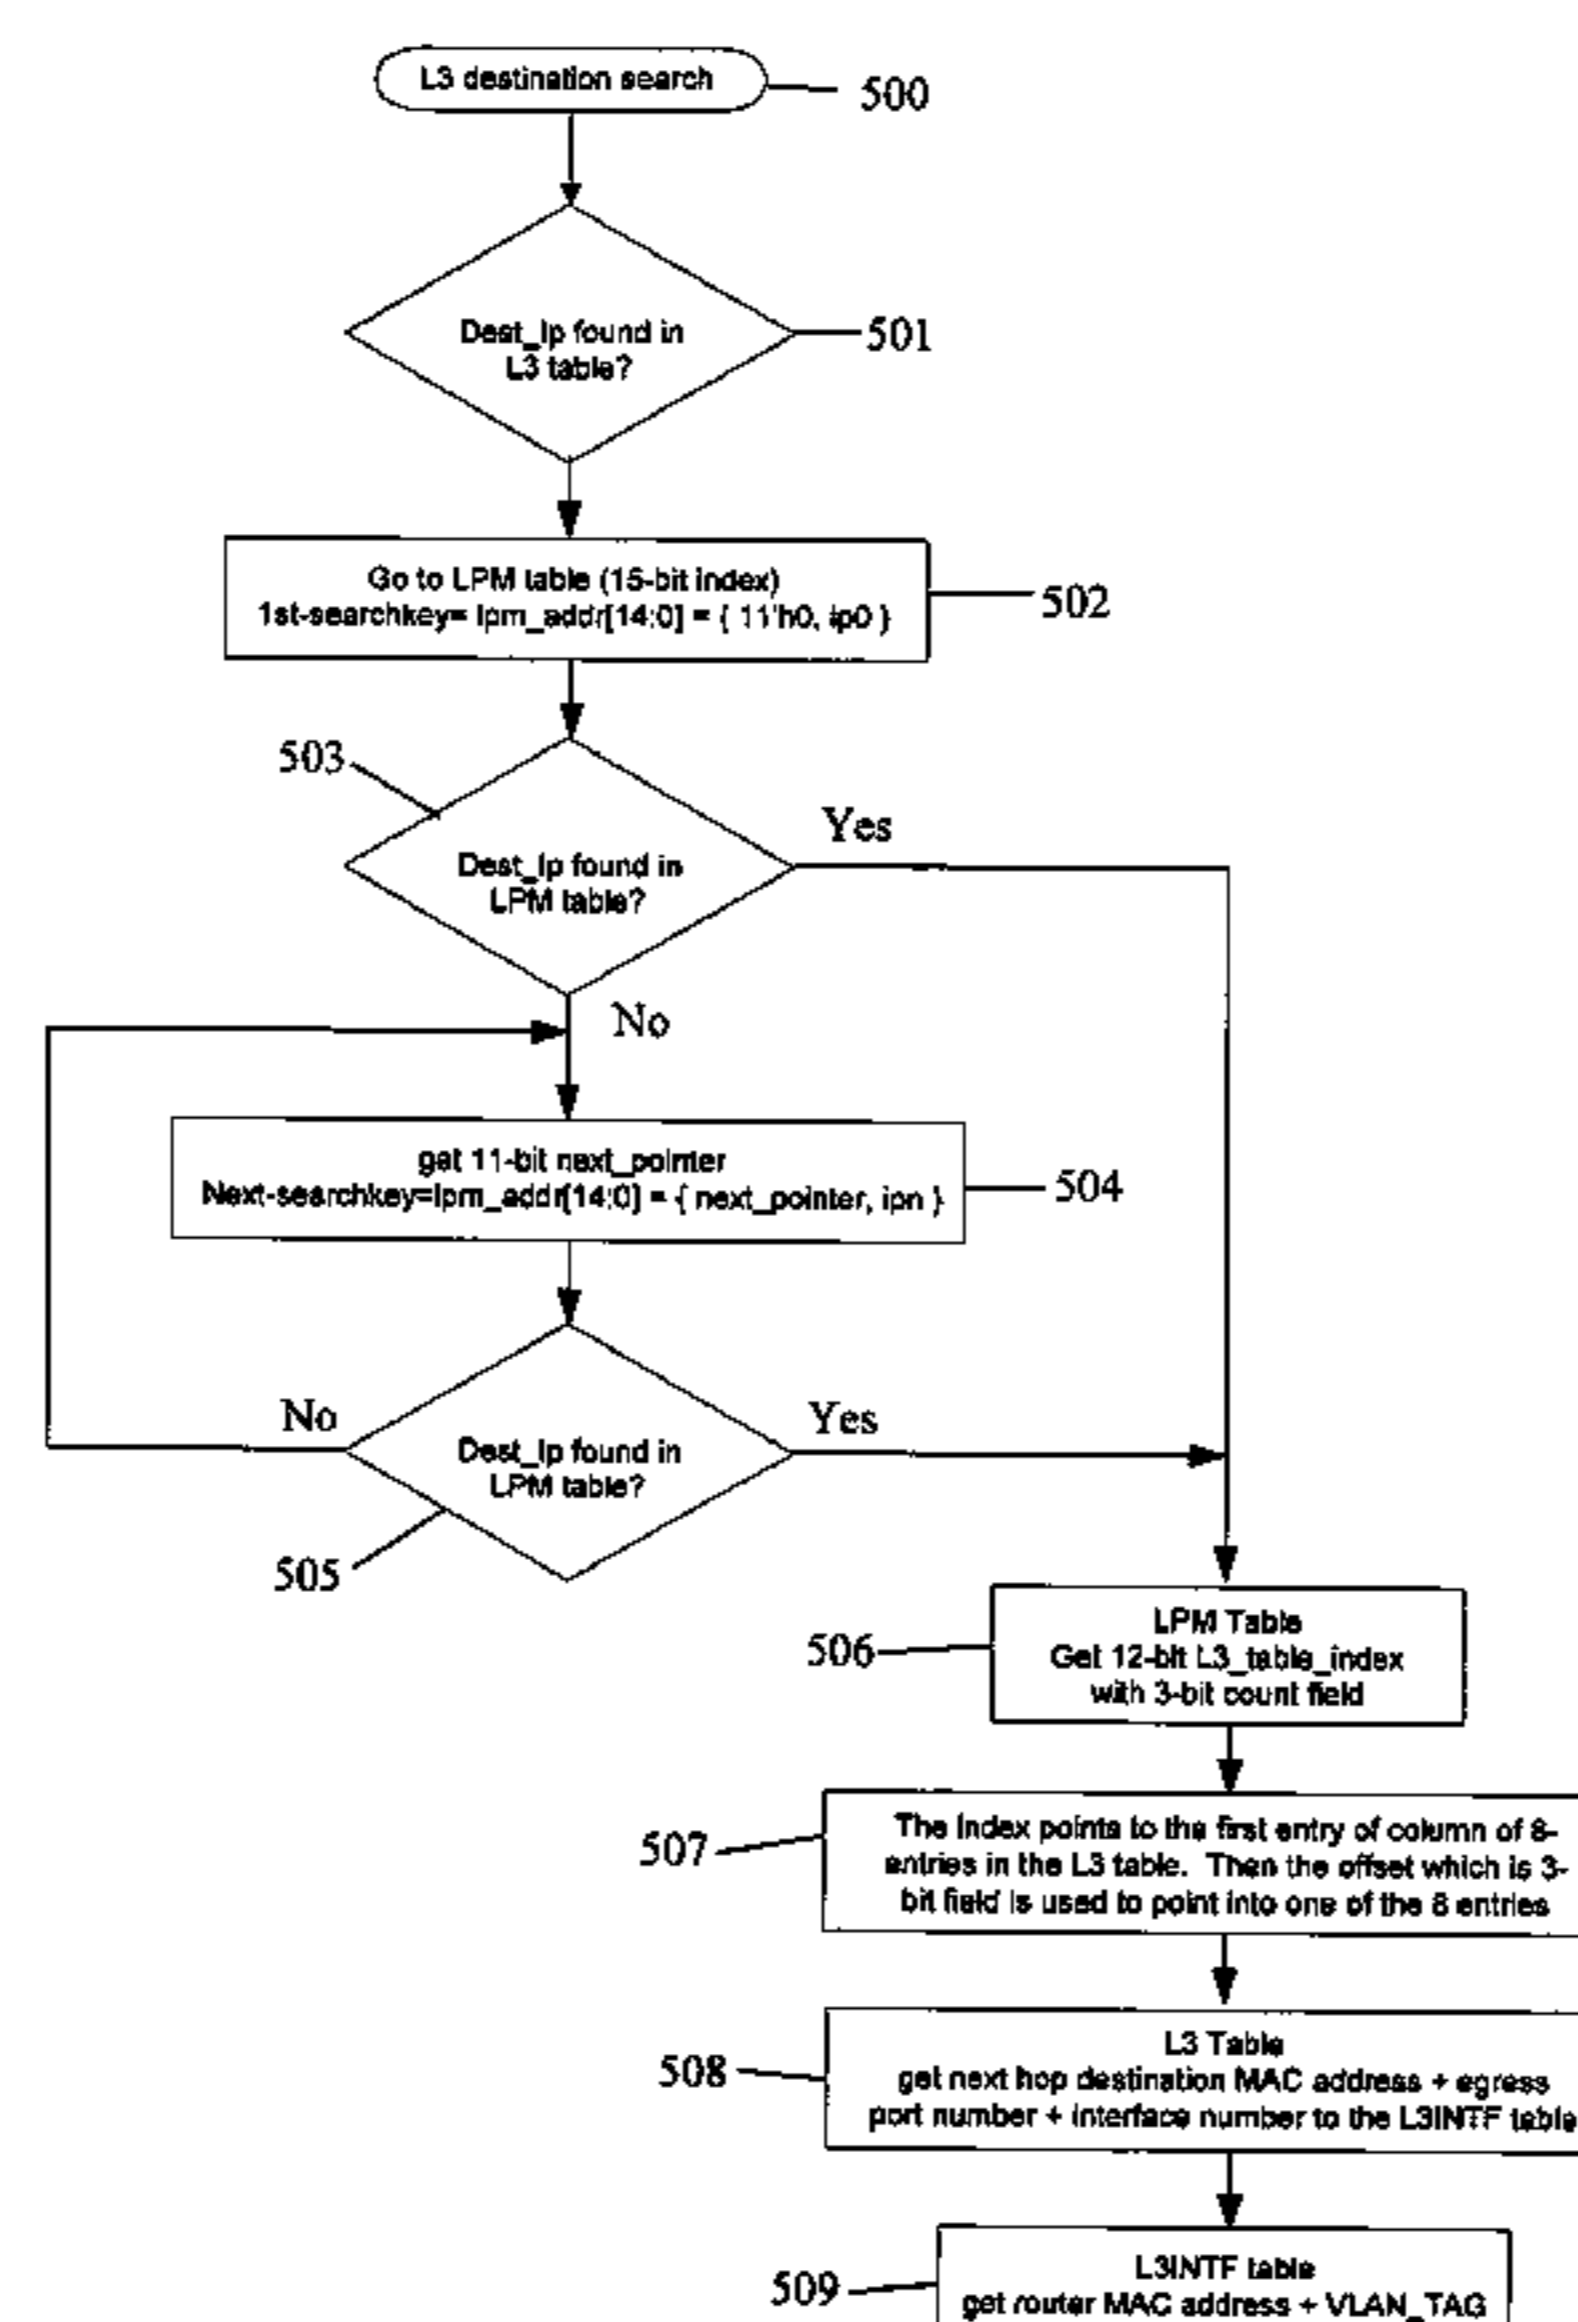 L3 destination search
500
Dest_ip found in
L3 table?
501
Go to LPM table (15-bit index)
1st-searchkey= lpm_addr[14:0] = { 11'h0, ip0 }
502
503
Yes
Dest_ip found in
LPM table?
No
get 11-bit next_pointer
Next-searchkey=lpm_addr[14:0] = { next_pointer, ipn }
504
No
Yes
Dest_ip found in
LPM table?
505
LPM Table
Get 12-bit L3_table_index
with 3-bit count field
506
The index points to the first entry of column of 8-
entries in the L3 table. Then the offset which is 3-
bit field is used to point into one of the 8 entries
507
L3 Table
get next hop destination MAC address + egress
port number + interface number to the L3INTF table
508
L3INTF table
get router MAC address + VLAN_TAG
509